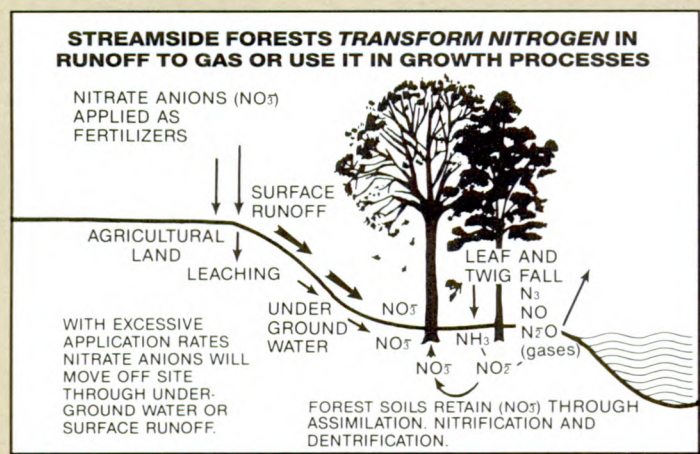 STREAMSIDE FORESTS TRANSFORM NITROGEN IN
RUNOFF TO GAS OR USE IT IN GROWTH PROCESSES
NITRATE ANIONS (NO₃⁻)
APPLIED AS
FERTILIZERS
SURFACE
RUNOFF
AGRICULTURAL
LAND
LEACHING
UNDER
GROUND
WATER
NO₃⁻
NO₃⁻
LEAF AND
TWIG FALL
N₃
NO
N₂O
(gases)
NH₃
NO₃⁻
NO₂⁻
WITH EXCESSIVE
APPLICATION RATES
NITRATE ANIONS WILL
MOVE OFF SITE
THROUGH UNDER-
GROUND WATER OR
SURFACE RUNOFF.
FOREST SOILS RETAIN (NO₃⁻) THROUGH
ASSIMILATION. NITRIFICATION AND
DENTRIFICATION.